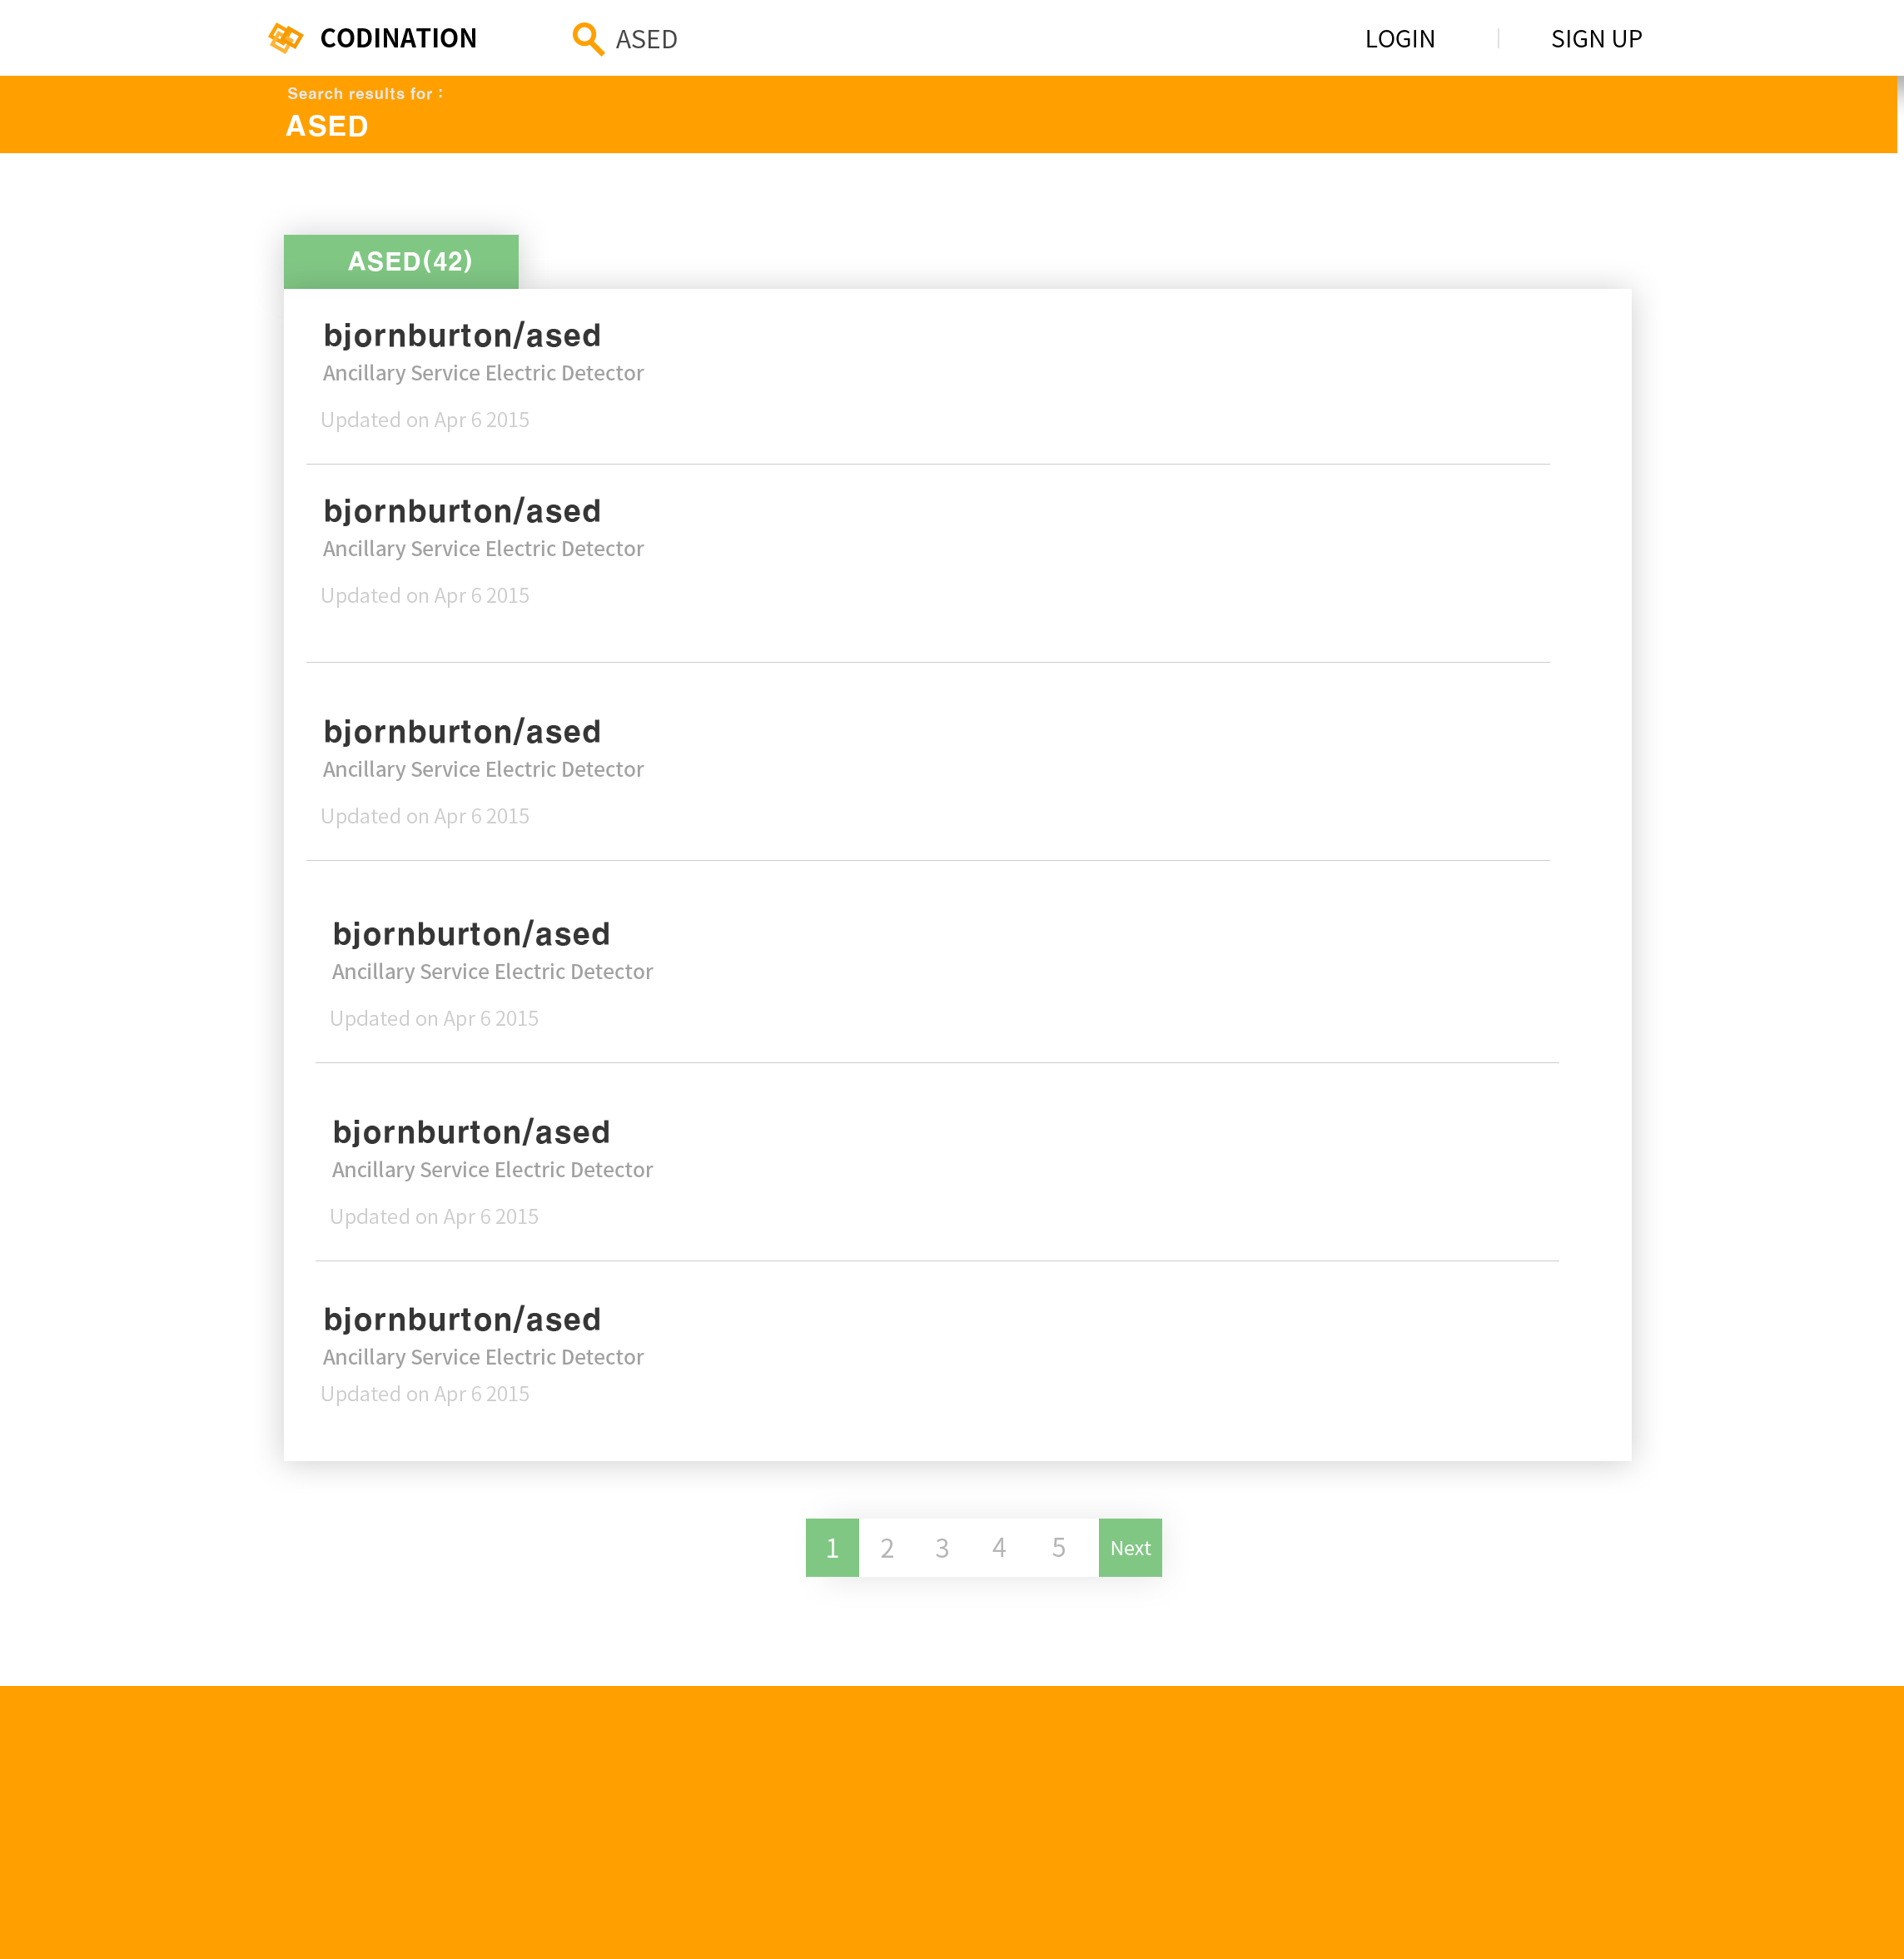 CODINATION
ASED
LOGIN
SIGN UP
Search results for :
ASED
ASED(42)
bjornburton/ased
Ancillary Service Electric Detector
Updated on Apr 6 2015
bjornburton/ased
Ancillary Service Electric Detector
Updated on Apr 6 2015
bjornburton/ased
Ancillary Service Electric Detector
Updated on Apr 6 2015
bjornburton/ased
Ancillary Service Electric Detector
Updated on Apr 6 2015
bjornburton/ased
Ancillary Service Electric Detector
Updated on Apr 6 2015
bjornburton/ased
Ancillary Service Electric Detector
Updated on Apr 6 2015
1 2 3 4 5 Next